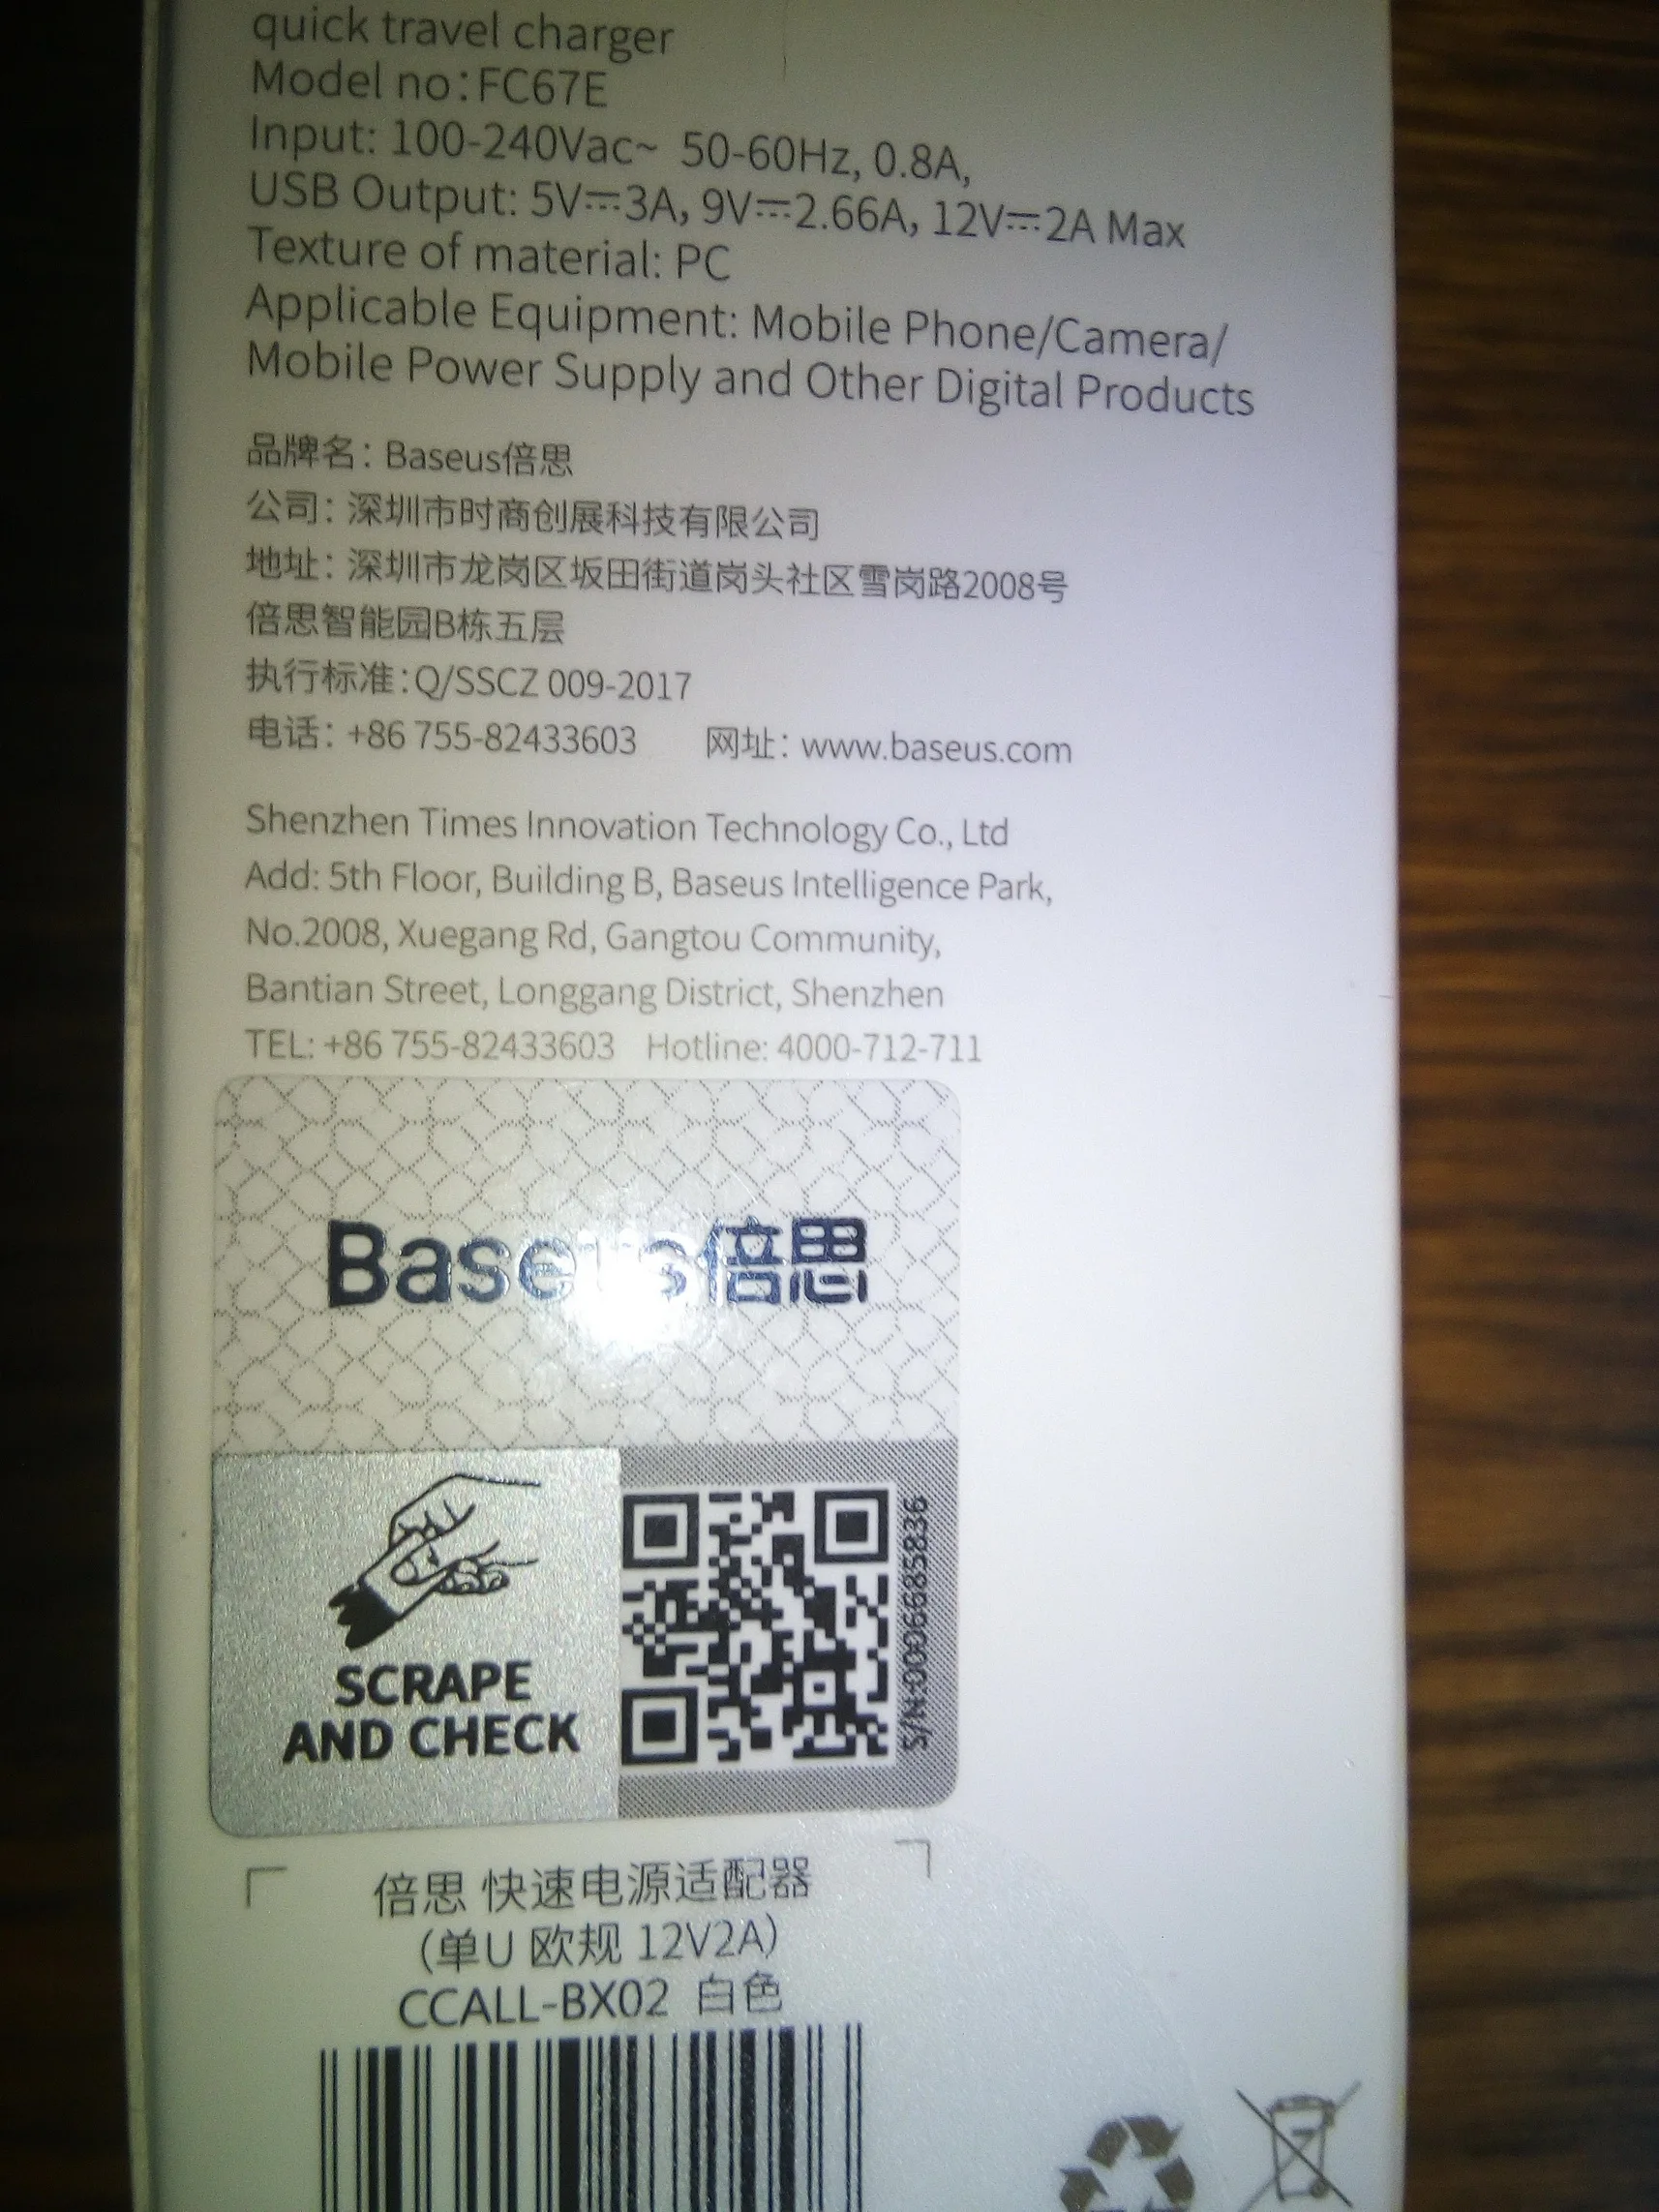 quick travel charger
Model no:FC67E
Input: 100-240Vac~ 50-60Hz, 0.8A,
USB Output: 5V⎓3A, 9V⎓2.66A, 12V⎓2A Max
Texture of material: PC
Applicable Equipment: Mobile Phone/Camera/
Mobile Power Supply and Other Digital Products
品牌名：Baseus倍思
公司：深圳市时商创展科技有限公司
地址：深圳市龙岗区坂田街道岗头社区雪岗路2008号
倍思智能园B栋五层
执行标准：Q/SSCZ 009-2017
电话：+86 755-82433603 网址：www.baseus.com
Shenzhen Times Innovation Technology Co., Ltd
Add: 5th Floor, Building B, Baseus Intelligence Park,
No.2008, Xuegang Rd, Gangtou Community,
Bantian Street, Longgang District, Shenzhen
TEL: +86 755-82433603 Hotline: 4000-712-711
Baseus倍思
SCRAPE
AND CHECK
S/N:0006685836
倍思 快速电源适配器
（单U 欧规 12V2A）
CCALL-BX02 白色